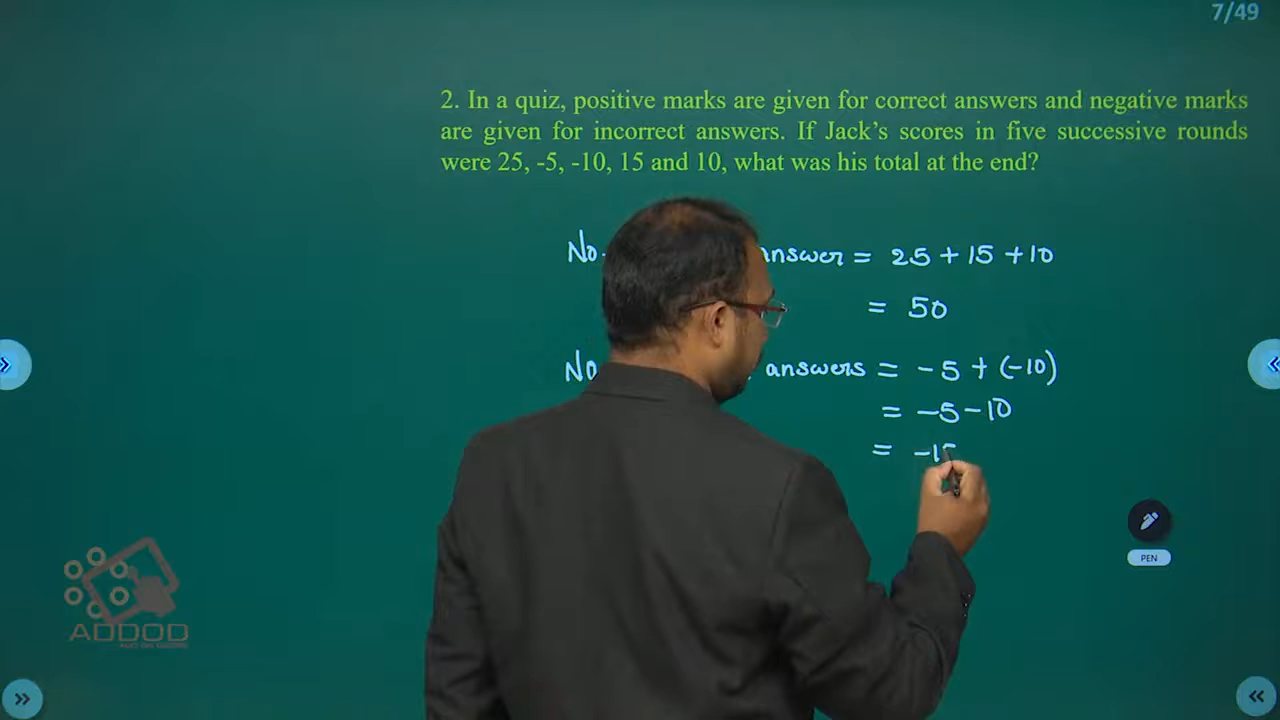 7/49
2. In a quiz, positive marks are given for correct answers and negative marks
are given for incorrect answers. If Jack's scores in five successive rounds
were 25, -5, -10, 15 and 10, what was his total at the end?
No. answer = 25 + 15 + 10
= 50
No answers = -5 + (-10)
= -5 - 10
= -15
PEN
ADDOD